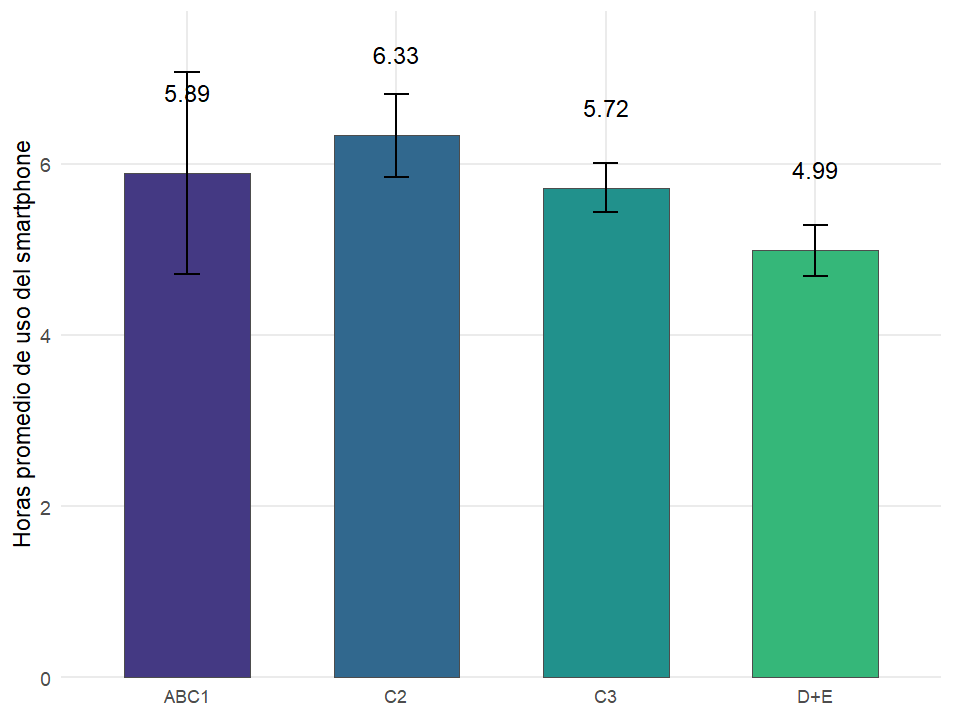 Horas promedio de uso del smartphone
6.33
5.89
5.72
4.99
6
4
2
0
ABC1
C2
C3
D+E